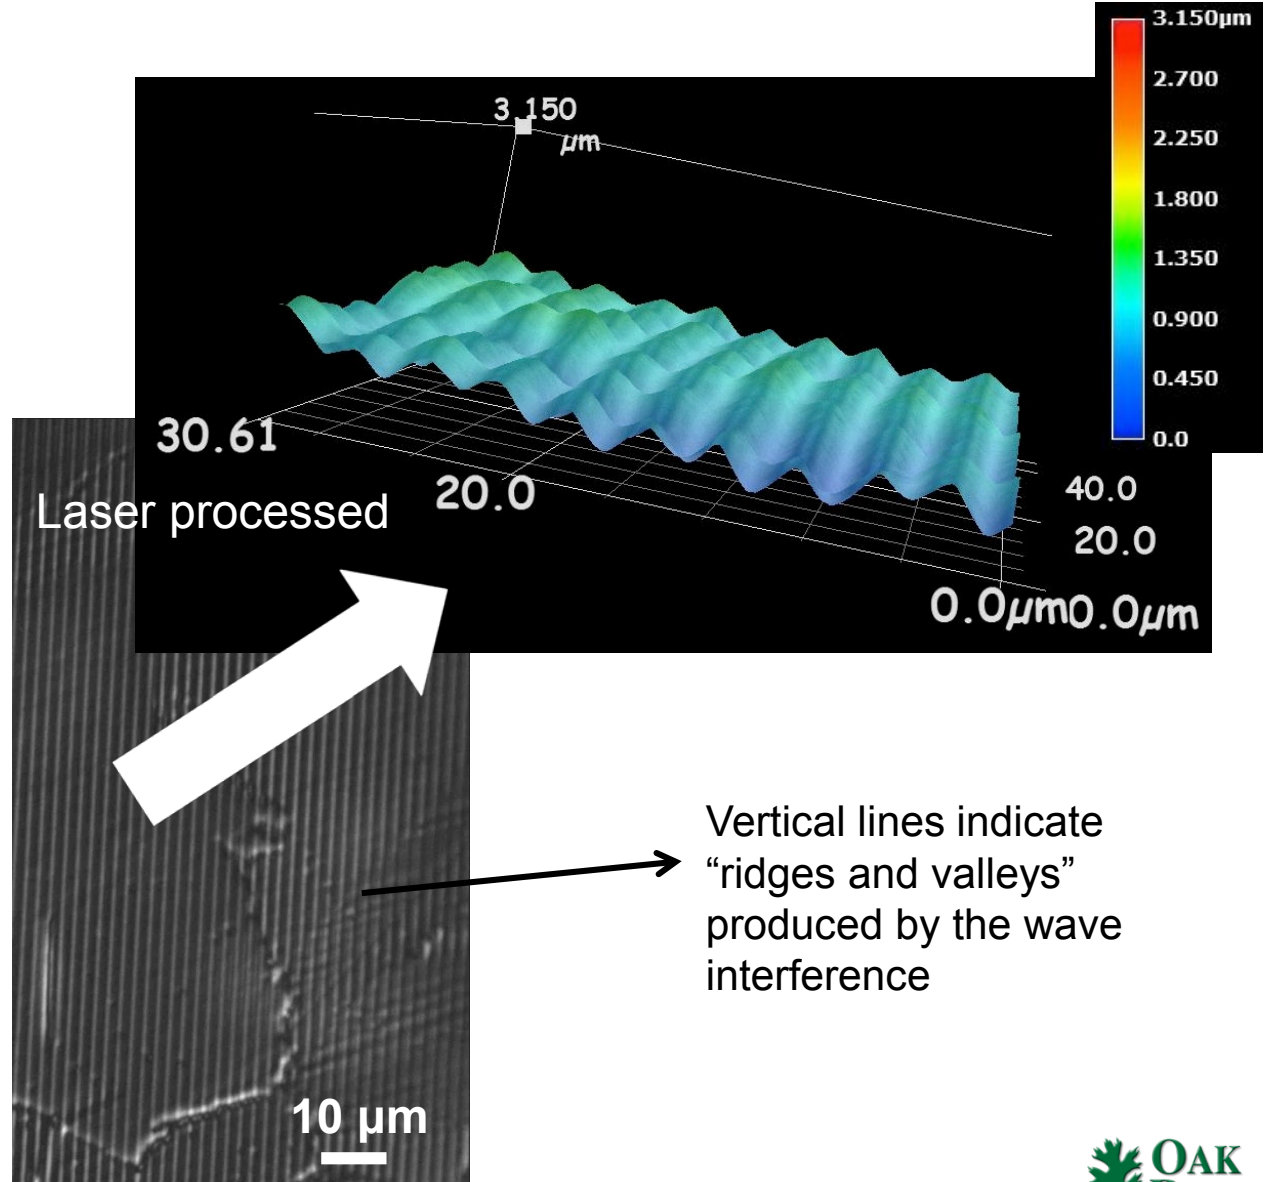 3.150µm
2.700
2.250
1.800
1.350
0.900
0.450
0.0
3.150
µm
30.61
20.0
40.0
20.0
0.0µm0.0µm
Laser processed
Vertical lines indicate
“ridges and valleys”
produced by the wave
interference
10 µm
OAK